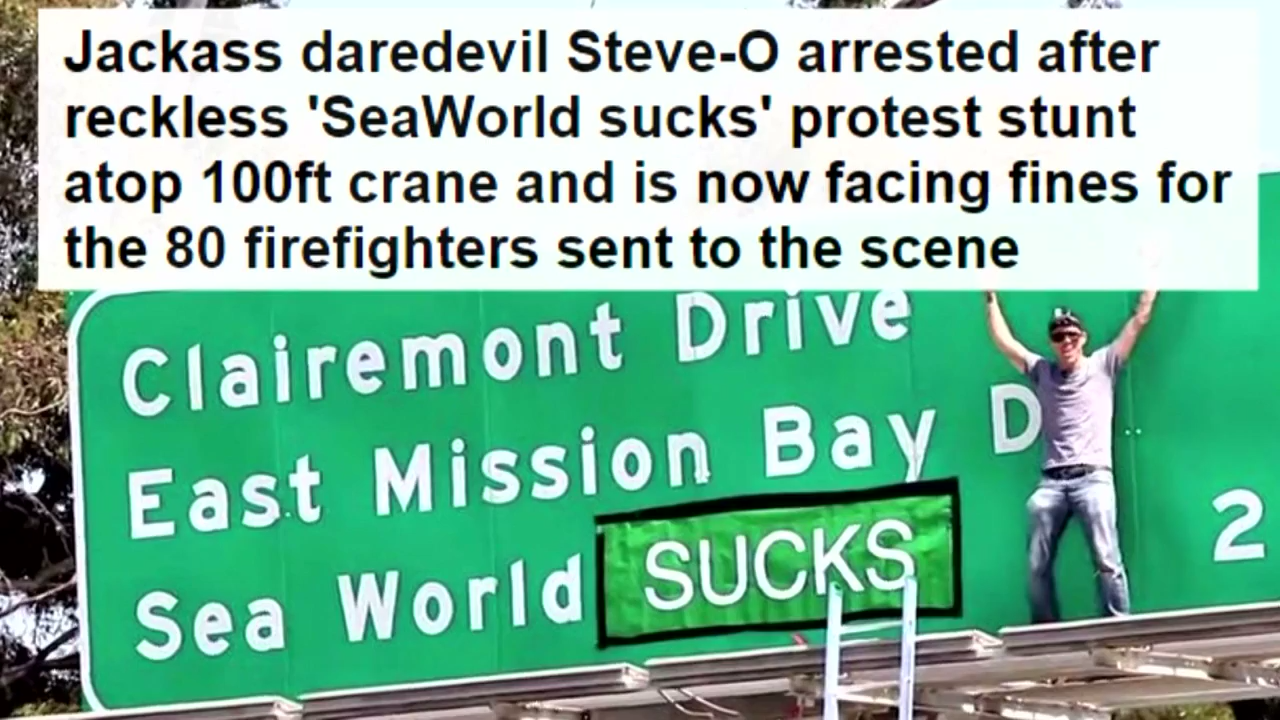 Jackass daredevil Steve-O arrested after
reckless 'SeaWorld sucks' protest stunt
atop 100ft crane and is now facing fines for
the 80 firefighters sent to the scene
Clairemont Drive
East Mission Bay D
Sea World SUCKS
2